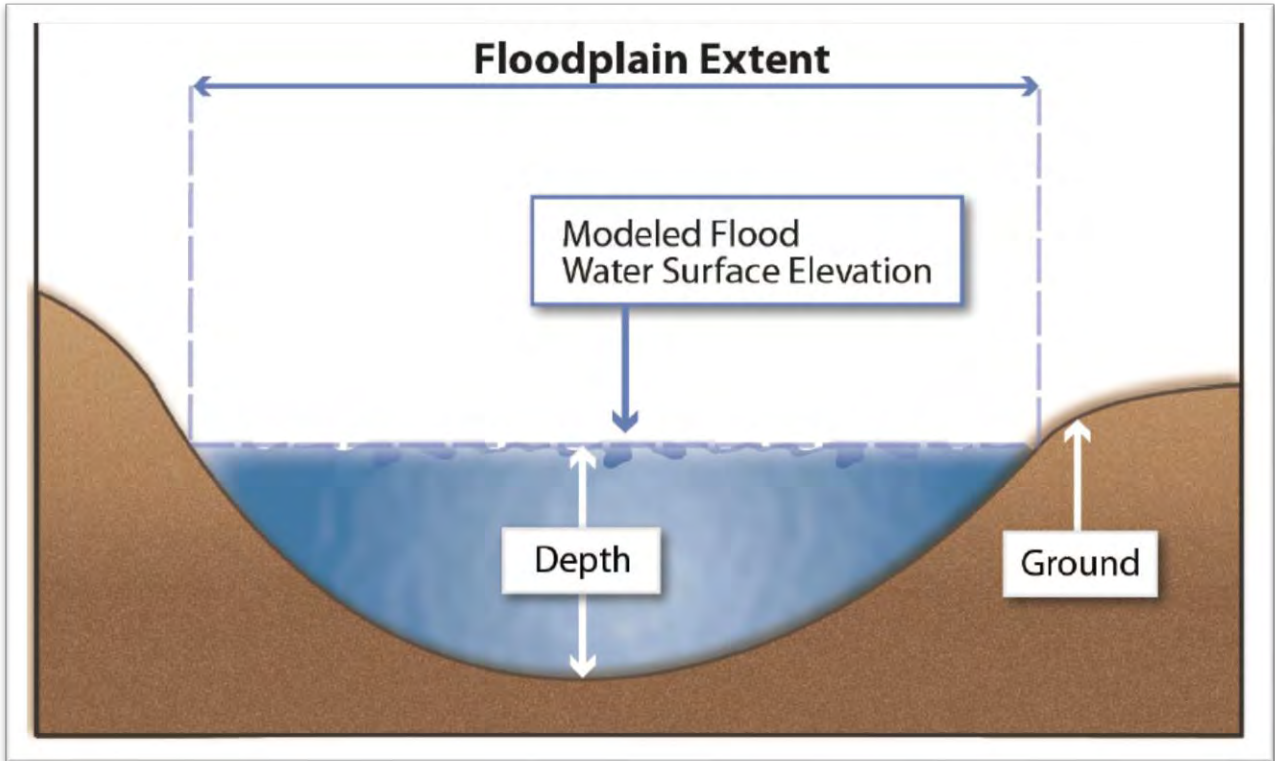 Floodplain Extent
Modeled Flood
Water Surface Elevation
Depth
Ground